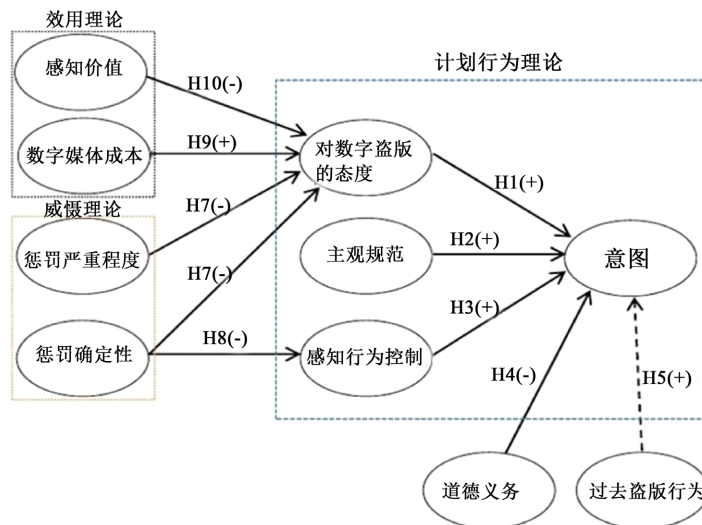 效用理论
感知价值
数字媒体成本
威慑理论
惩罚严重程度
惩罚确定性
H10(-)
H9(+)
H7(-)
H7(-)
H8(-)
计划行为理论
对数字盗版
的态度
主观规范
感知行为控制
H1(+)
H2(+)
H3(+)
意图
H4(-)
H5(+)
道德义务
过去盗版行为